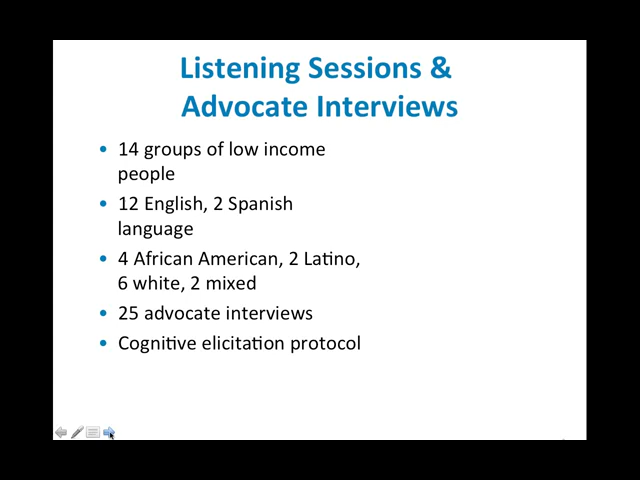 Listening Sessions &
Advocate Interviews
• 14 groups of low income
people
• 12 English, 2 Spanish
language
• 4 African American, 2 Latino,
6 white, 2 mixed
• 25 advocate interviews
• Cognitive elicitation protocol